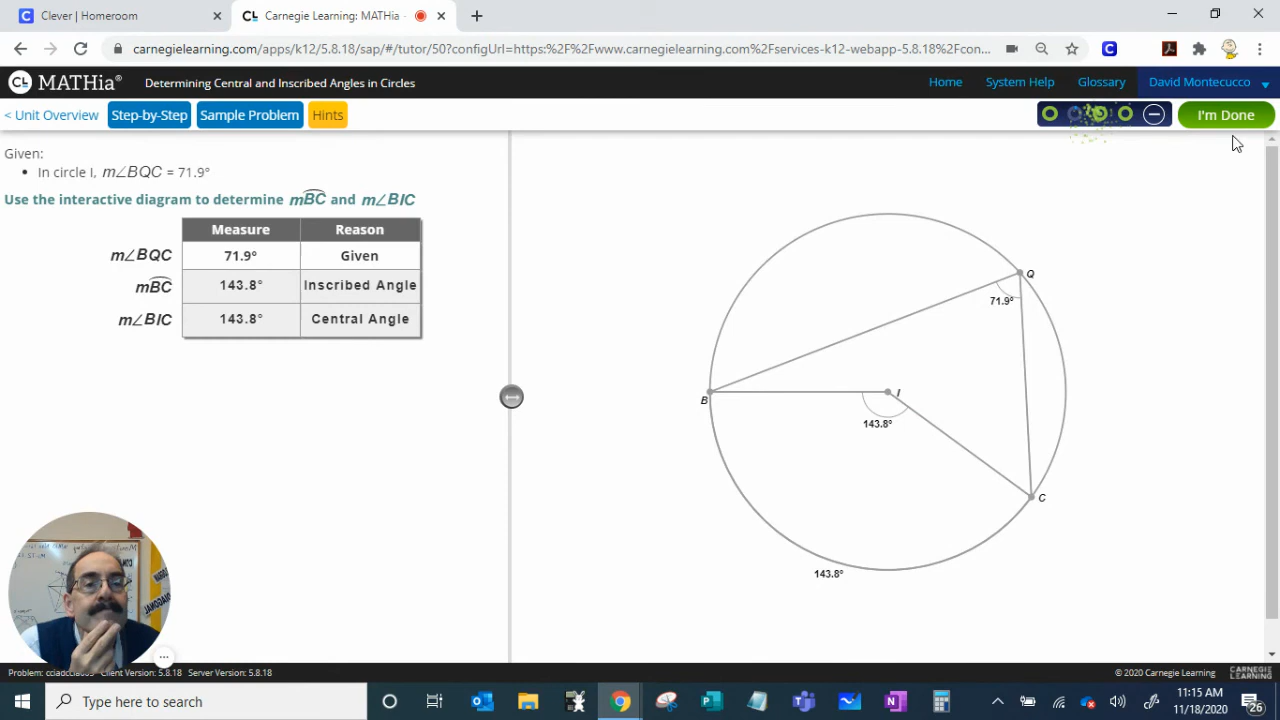 Clever | Homeroom
Carnegie Learning: MATHia -
carnegielearning.com/apps/k12/5.8.18/sap/#/tutor/50?configUrl=https:%2F%2Fwww.carnegielearning.com%2Fservices-k12-webapp-5.8.18%2Fcon...
CL MATHia® Determining Central and Inscribed Angles in Circles Home System Help Glossary David Montecucco
< Unit Overview Step-by-Step Sample Problem Hints I'm Done
Given:
• In circle I, m∠BQC = 71.9°
Use the interactive diagram to determine mBC and m∠BIC
Measure Reason
m∠BQC 71.9° Given
mBC 143.8° Inscribed Angle
m∠BIC 143.8° Central Angle
Q
71.9°
B
I
143.8°
C
143.8°
Client Version: 5.8.18 Server Version: 5.8.18
© 2020 Carnegie Learning
CARNEGIE LEARNING
Type here to search
11:15 AM
11/18/2020
26